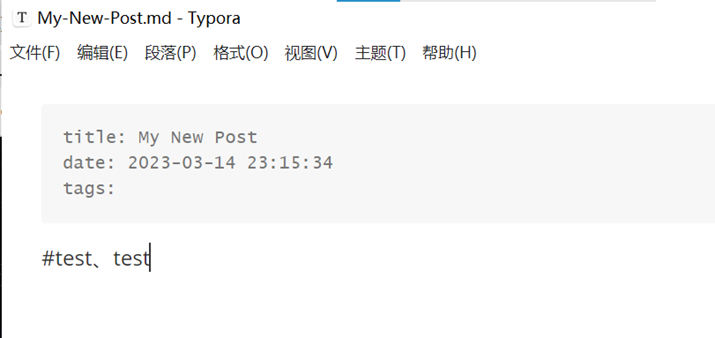 T My-New-Post.md - Typora
文件(F) 编辑(E) 段落(P) 格式(O) 视图(V) 主题(T) 帮助(H)
title: My New Post
date: 2023-03-14 23:15:34
tags:
#test、test